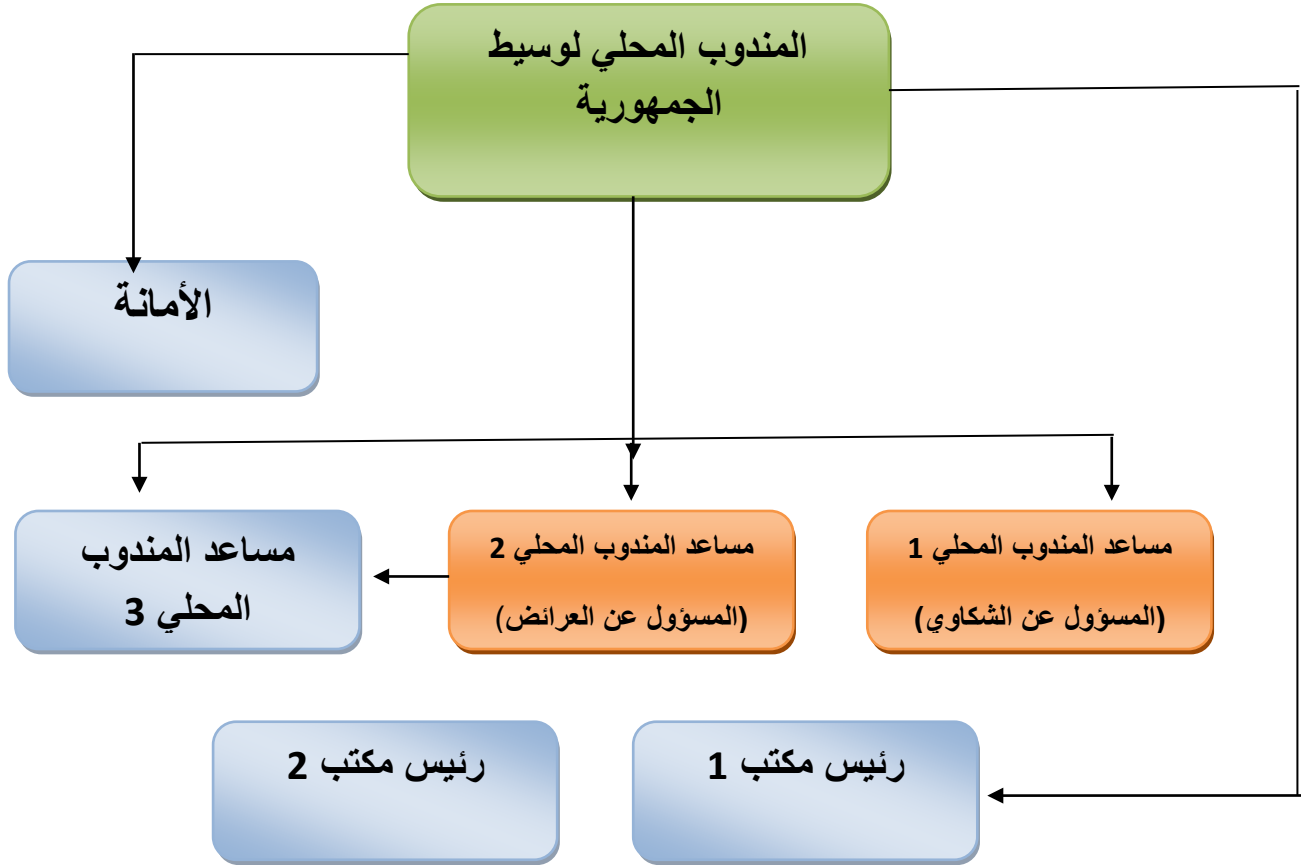 المندوب المحلي لوسيط
الجمهورية
الأمانة
مساعد المندوب المحلي 1
(المسؤول عن الشكاوي)
مساعد المندوب المحلي 2
(المسؤول عن العرائض)
مساعد المندوب
المحلي 3
رئيس مكتب 1
رئيس مكتب 2